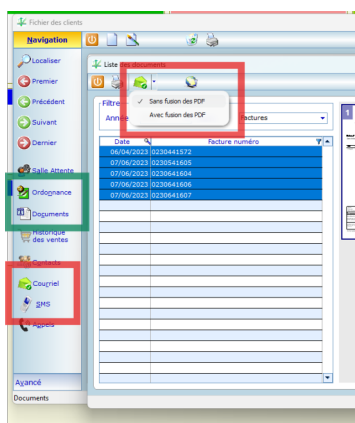 Fichier des clients
Navigation
Localiser
Premier
Précédent
Suivant
Dernier
Salle Attente
Ordonnance
Documents
Historique
des ventes
Contacts
Courriel
SMS
Appels
Avancé
Documents
Liste des documents
Filtre
Sans fusion des PDF
Avec fusion des PDF
Année
Factures
Date
Facture numéro
06/04/2023 0230441572
07/06/2023 0230541605
07/06/2023 0230641604
07/06/2023 0230641606
07/06/2023 0230641607
1